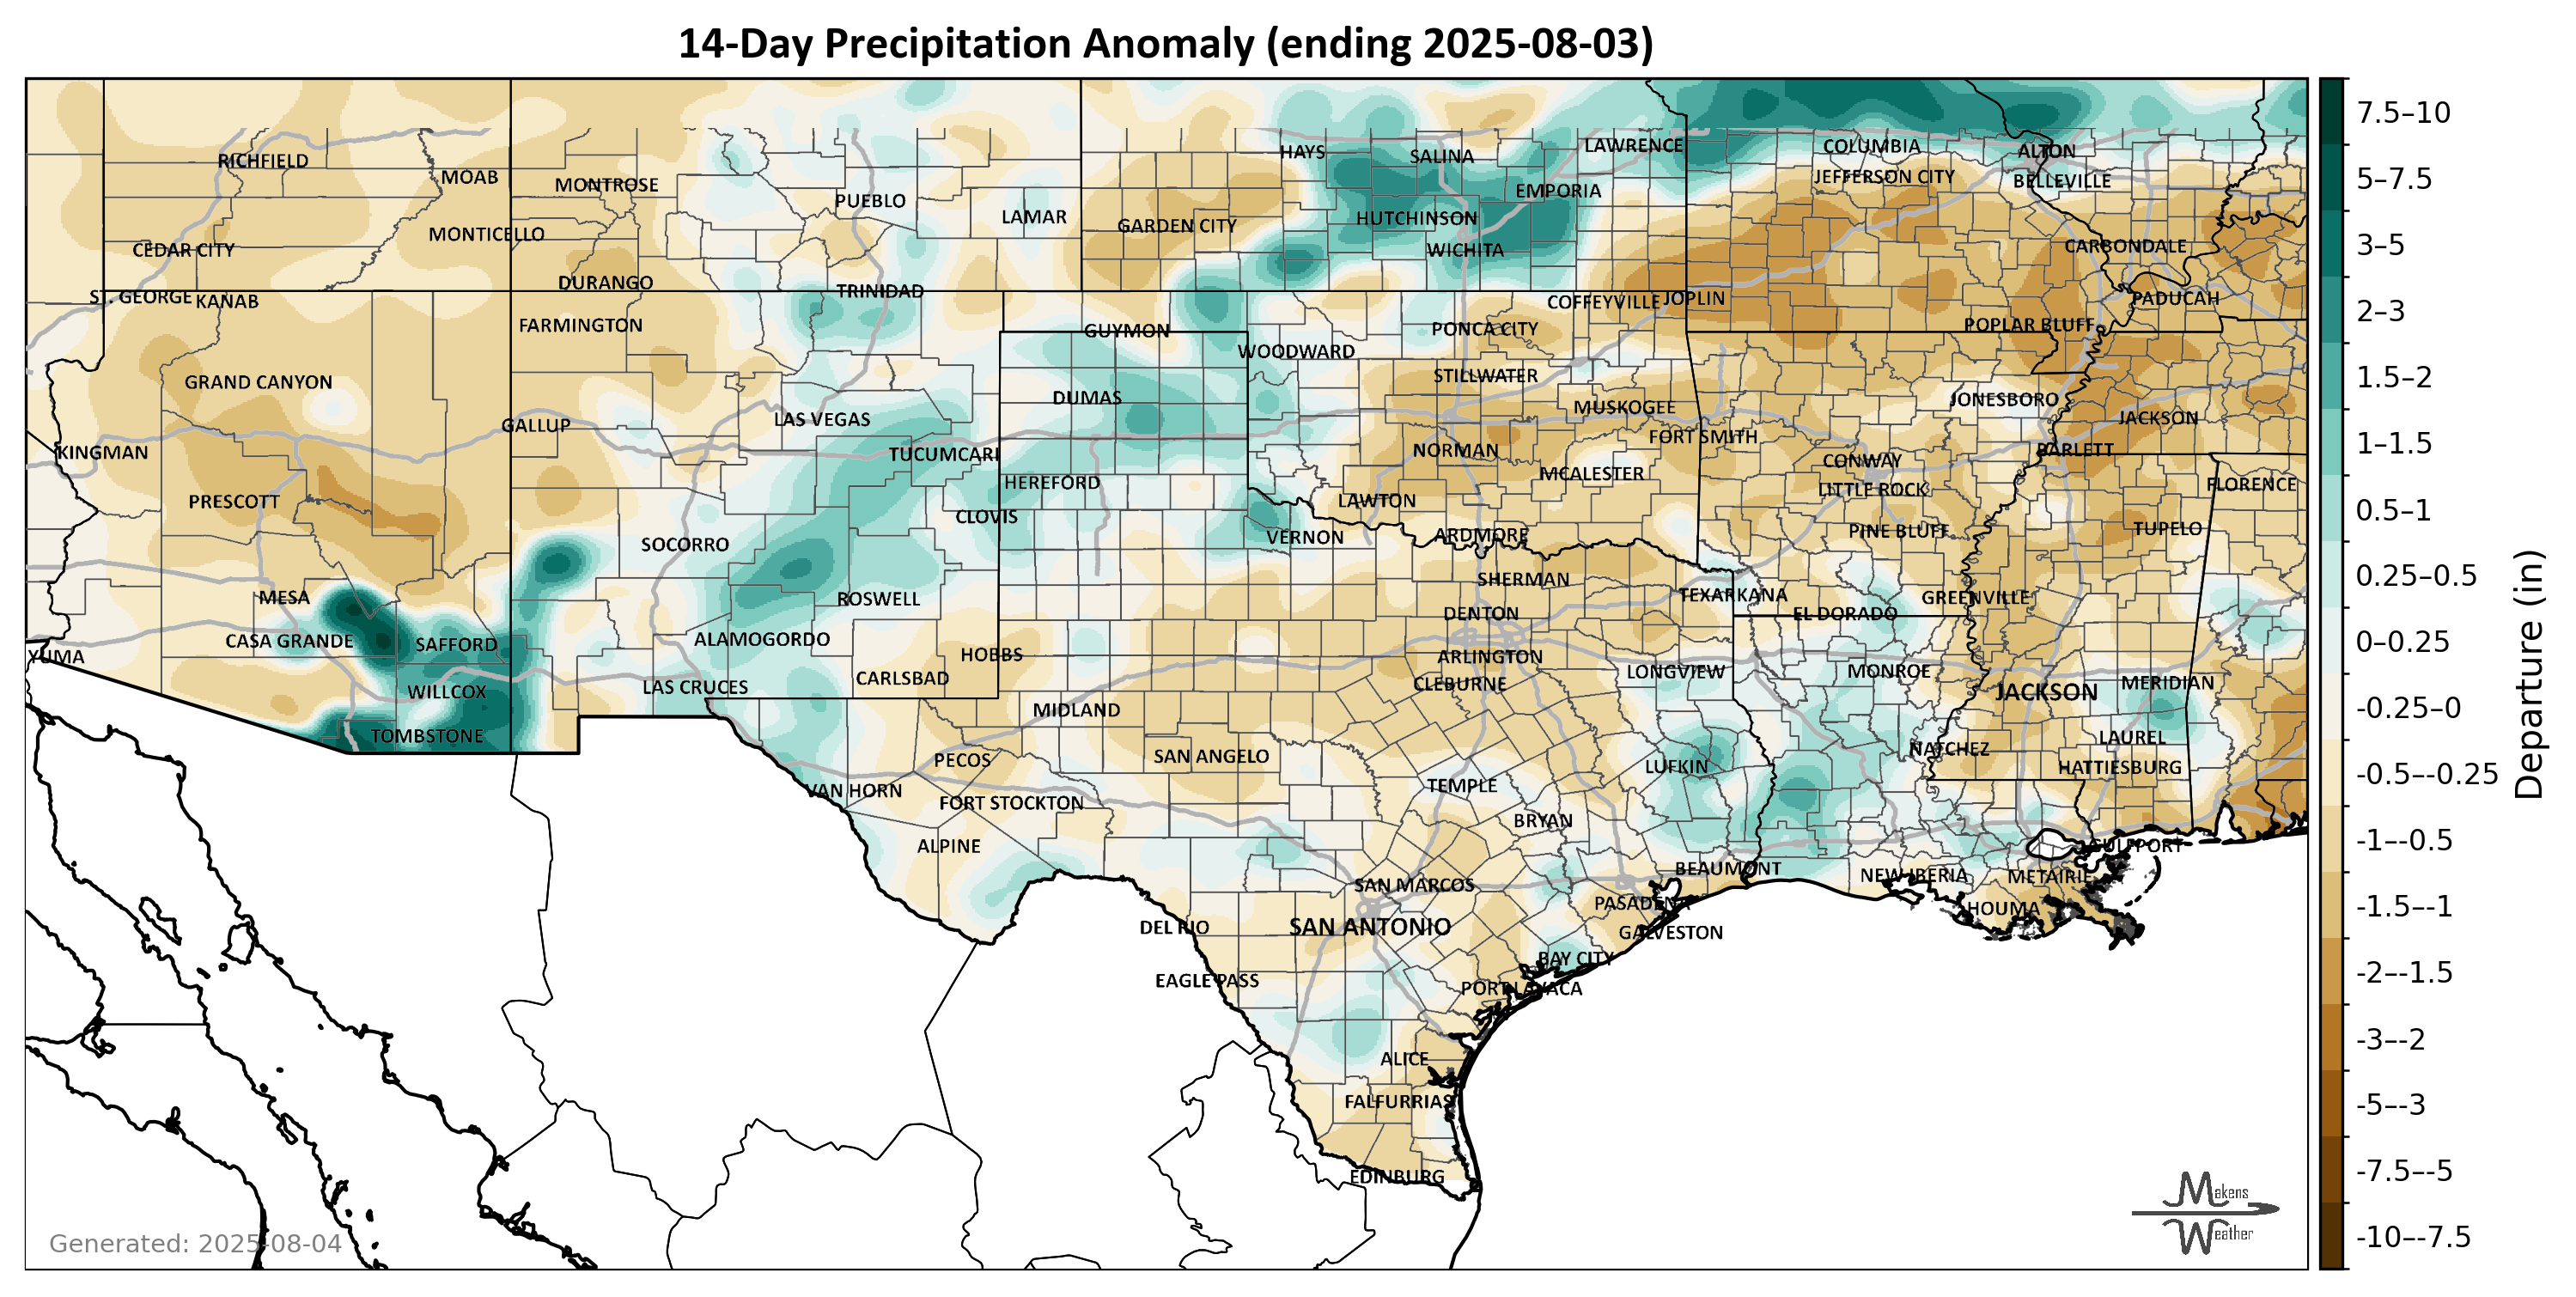 14-Day Precipitation Anomaly (ending 2025-08-03)
RICHFIELD
MOAB
MONTROSE
PUEBLO
LAMAR
HAYS
SALINA
LAWRENCE
COLUMBIA
ALTON
JEFFERSON CITY
BELLEVILLE
EMPORIA
GARDEN CITY
HUTCHINSON
WICHITA
MONTICELLO
CEDAR CITY
DURANGO
CARBONDALE
ST. GEORGE
KANAB
TRINIDAD
COFFEYVILLE
JOPLIN
PADUCAH
FARMINGTON
GUYMON
PONCA CITY
POPLAR BLUFF
WOODWARD
GRAND CANYON
DUMAS
STILLWATER
MUSKOGEE
JONESBORO
JACKSON
GALLUP
LAS VEGAS
FORT SMITH
KINGMAN
TUCUMCARI
NORMAN
BARLETT
CONWAY
MCALESTER
HEREFORD
LITTLE ROCK
FLORENCE
PRESCOTT
LAWTON
CLOVIS
PINE BLUFF
TUPELO
SOCORRO
VERNON
ARDMORE
SHERMAN
MESA
ROSWELL
TEXARKANA
GREENVILLE
DENTON
EL DORADO
CASA GRANDE
SAFFORD
ALAMOGORDO
YUMA
HOBBS
ARLINGTON
LONGVIEW
MONROE
CARLSBAD
CLEBURNE
MERIDIAN
WILLCOX
LAS CRUCES
JACKSON
MIDLAND
TOMBSTONE
LAUREL
NATCHEZ
PECOS
SAN ANGELO
LUFKIN
HATTIESBURG
VAN HORN
TEMPLE
FORT STOCKTON
BRYAN
ALPINE
GULFPORT
BEAUMONT
NEW IBERIA
METAIRIE
SAN MARCOS
PASADENA
HOUMA
DEL RIO
SAN ANTONIO
GALVESTON
BAY CITY
EAGLE PASS
PORT LAVACA
ALICE
FALFURRIAS
EDINBURG
Generated: 2025-08-04
Makens
Weather
7.5–10
5–7.5
3–5
2–3
1.5–2
1–1.5
0.5–1
0.25–0.5
0–0.25
-0.25–0
-0.5–-0.25
-1–-0.5
-1.5–-1
-2–-1.5
-3–-2
-5–-3
-7.5–-5
-10–-7.5
Departure (in)